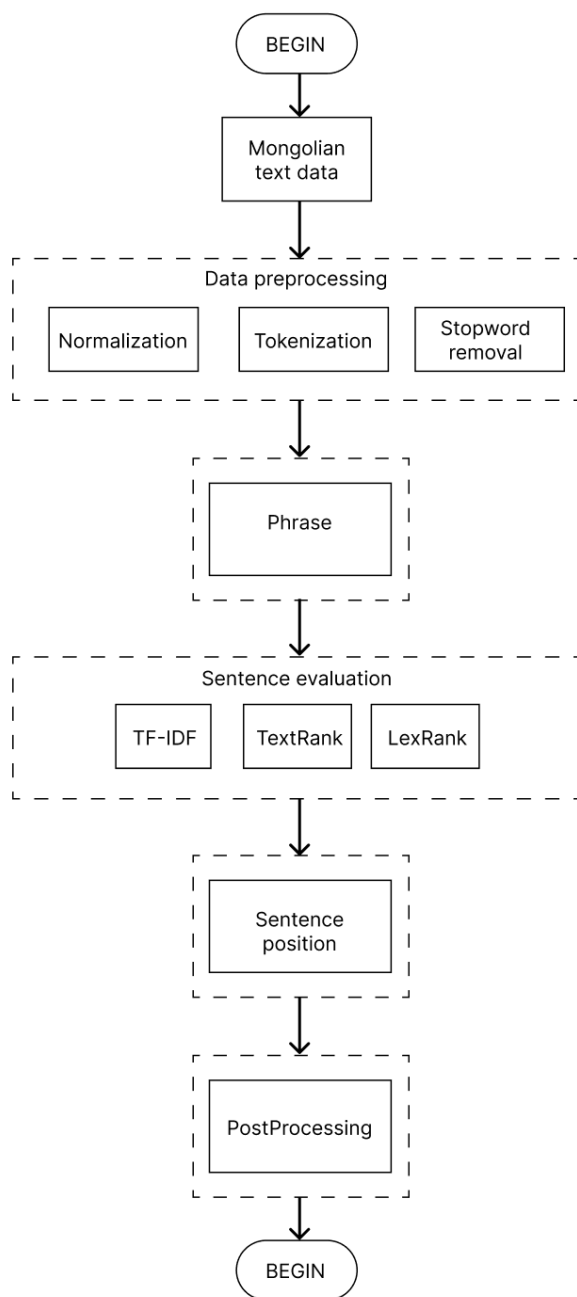 BEGIN
Mongolian
text data
Data preprocessing
Normalization
Tokenization
Stopword
removal
Phrase
Sentence evaluation
TF-IDF
TextRank
LexRank
Sentence
position
PostProcessing
BEGIN